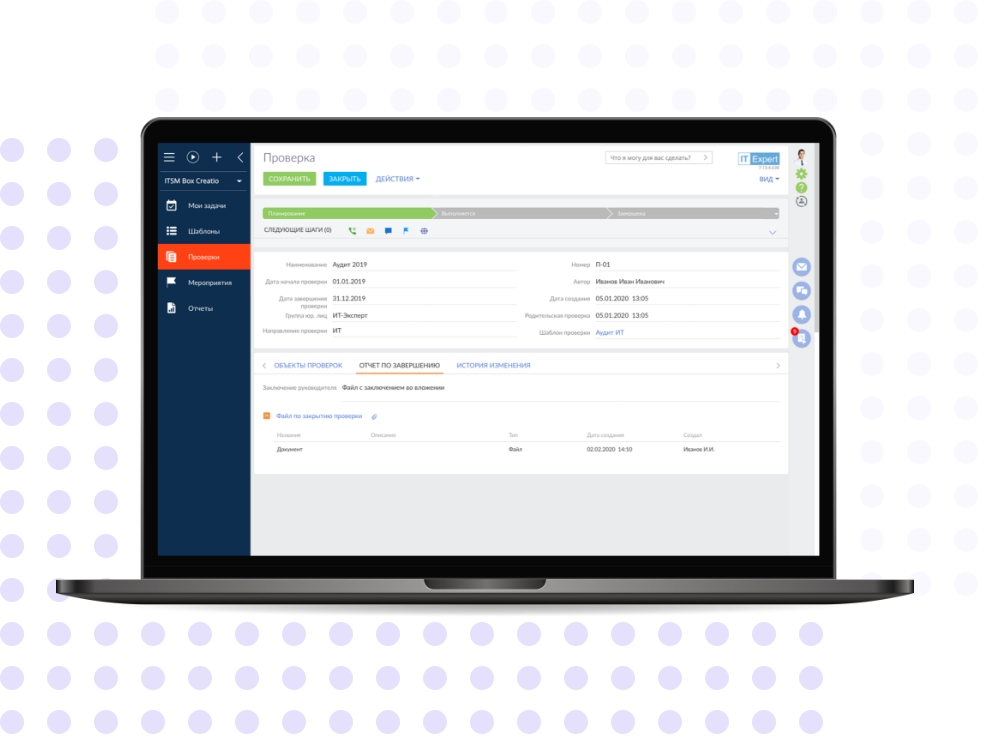 ITSM Box Creatio
Мои задачи
Шаблоны
Проверки
Мероприятия
Отчеты
Проверка
Что я могу для вас сделать?
IT Expert
СОХРАНИТЬ ЗАКРЫТЬ ДЕЙСТВИЯ
ВИД
Планирование Выполняется Завершена
СЛЕДУЮЩИЕ ШАГИ (0)
Наименование Аудит 2019 Номер П-01
Дата начала проверки 01.01.2019 Автор Иванов Иван Иванович
Дата завершения проверки 31.12.2019 Дата создания 05.01.2020 13:05
Группа юр. лиц ИТ-Эксперт Родительская проверка 05.01.2020 13:05
Направление проверки ИТ Шаблон проверки Аудит ИТ
ОБЪЕКТЫ ПРОВЕРОК ОТЧЕТ ПО ЗАВЕРШЕНИЮ ИСТОРИЯ ИЗМЕНЕНИЯ
Заключение руководителя Файл с заключением во вложении
Файл по закрытию проверки
Название Описание Тип Дата создания Создал
Документ Файл 02.02.2020 14:10 Иванов И.И.